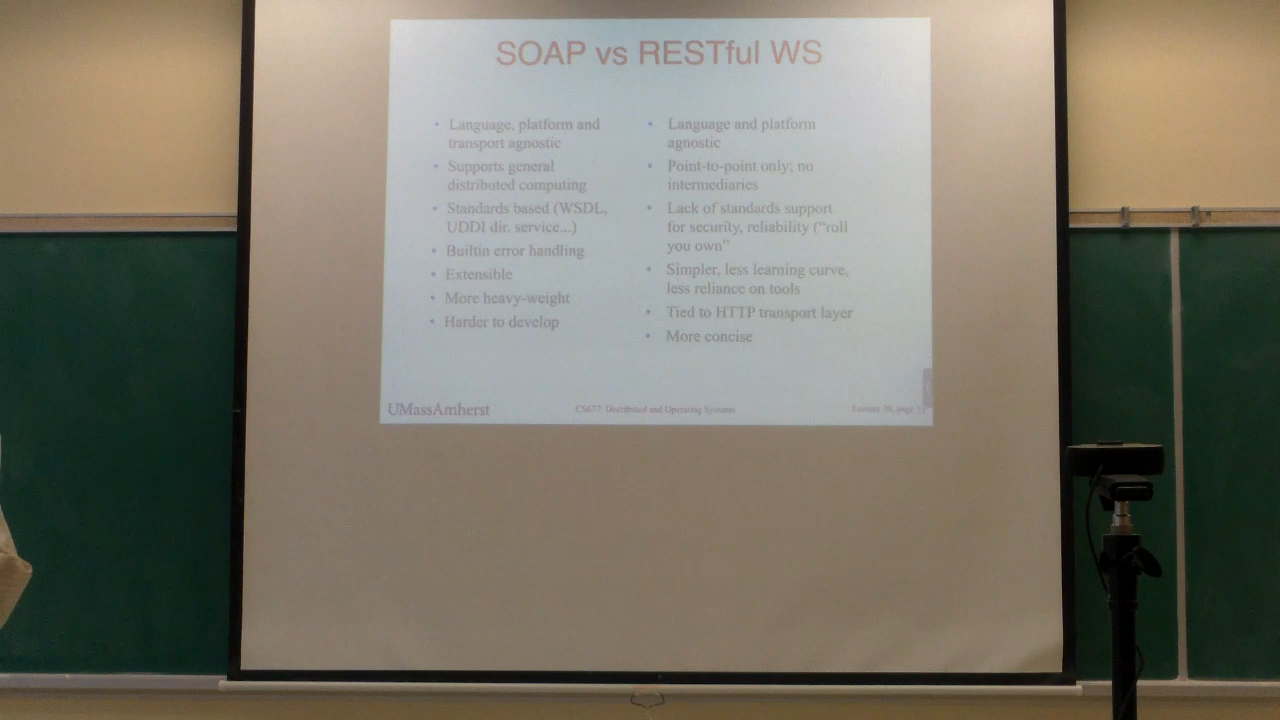 SOAP vs RESTful WS
Language, platform and
transport agnostic
Supports general
distributed computing
Standards based (WSDL,
UDDI dir. service...)
Builtin error handling
Extensible
More heavy-weight
Harder to develop
Language and platform
agnostic
Point-to-point only; no
intermediaries
Lack of standards support
for security, reliability ("roll
you own"
Simpler, less learning curve,
less reliance on tools
Tied to HTTP transport layer
More concise
UMassAmherst
CS677: Distributed and Operating Systems
Lecture, page